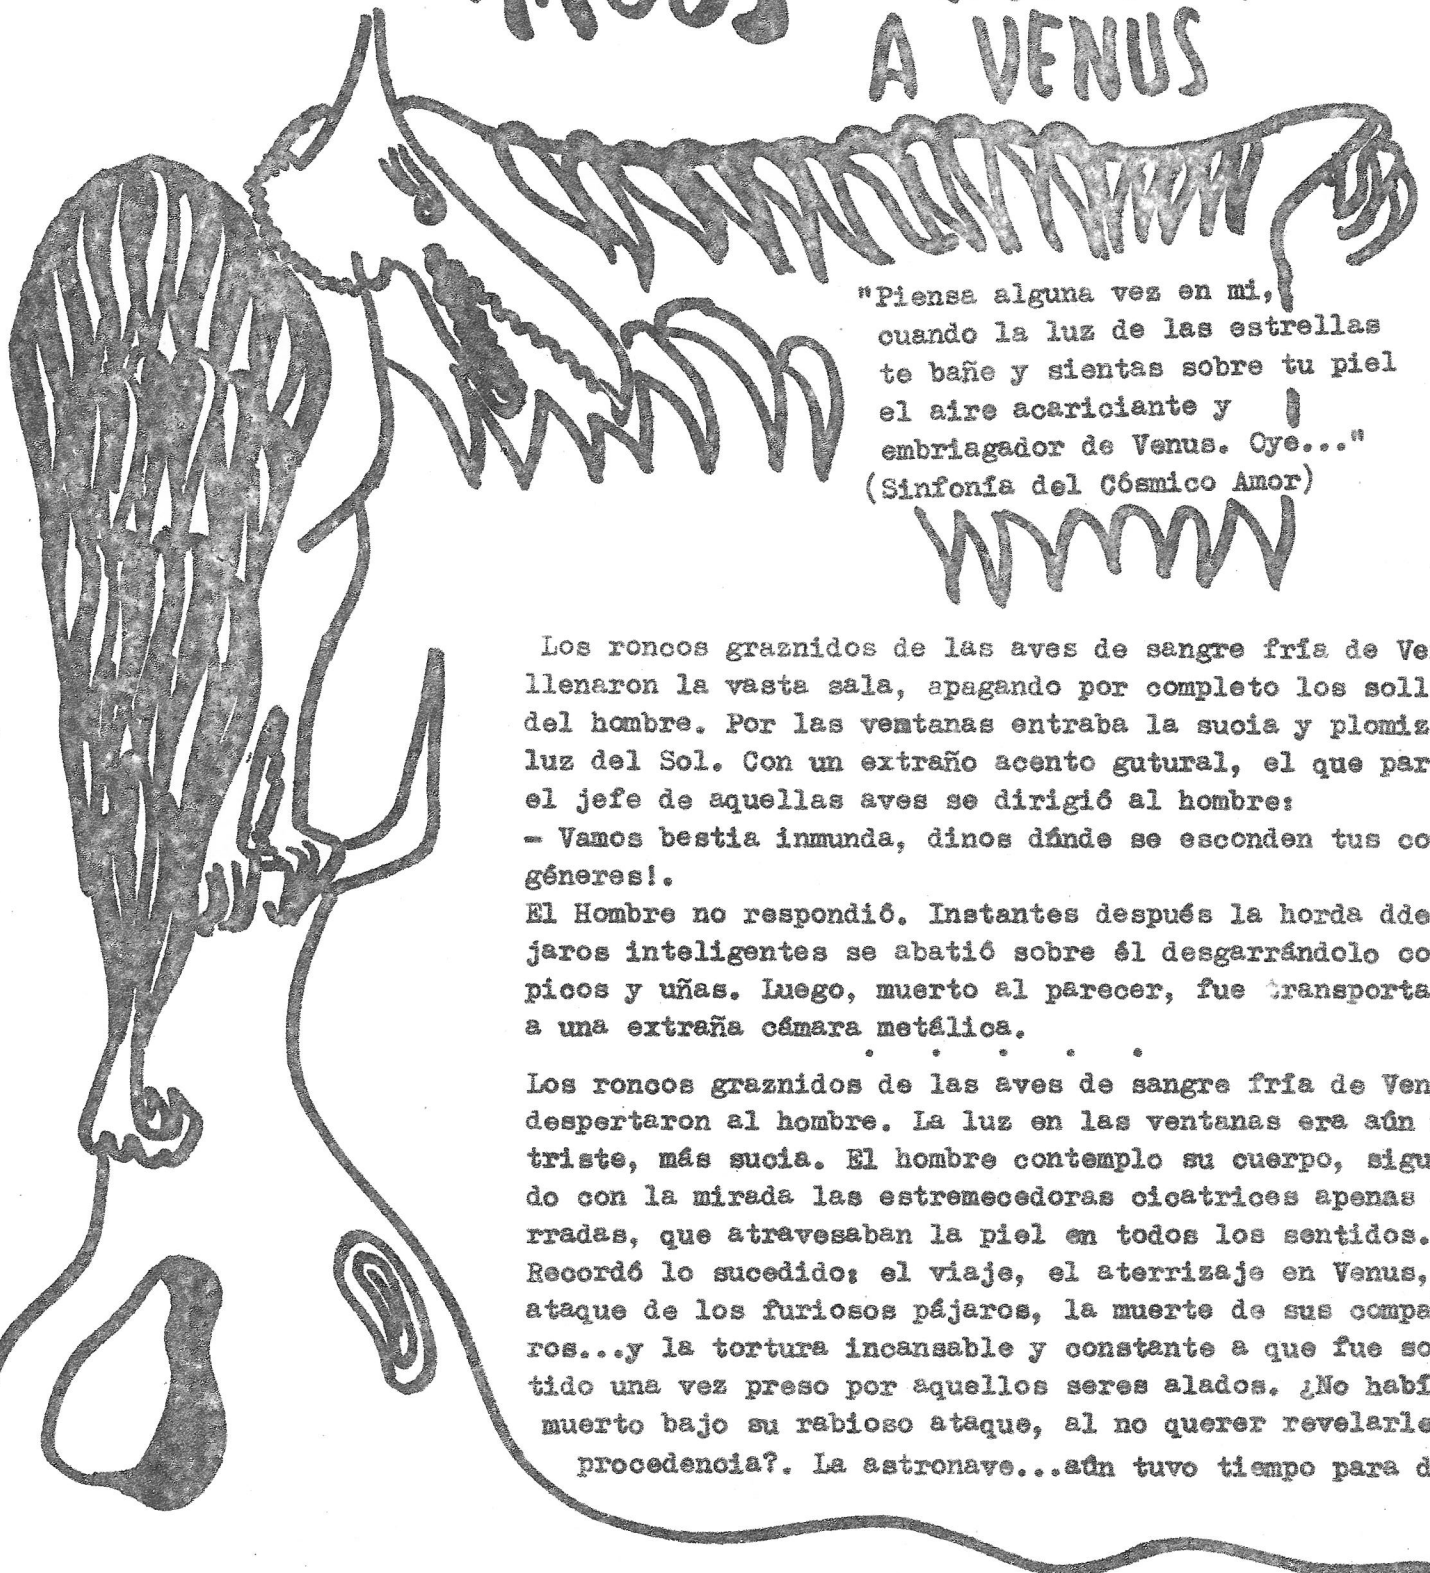 A VENUS
"Piensa alguna vez en mi,
cuando la luz de las estrellas
te bañe y sientas sobre tu piel
el aire acariciante y
embriagador de Venus. Oye..."
(Sinfonía del Cósmico Amor)
Los roncos graznidos de las aves de sangre fría de Ve
llenaron la vasta sala, apagando por completo los soll
del hombre. Por las ventanas entraba la sucia y plomiz
luz del Sol. Con un extraño acento gutural, el que par
el jefe de aquellas aves se dirigió al hombre:
- Vamos bestia inmunda, dinos dónde se esconden tus co
géneres!.
El Hombre no respondió. Instantes después la horda dde
jaros inteligentes se abatió sobre él desgarrándolo co
picos y uñas. Luego, muerto al parecer, fue transporta
a una extraña cámara metálica.
. . . . .
Los roncos graznidos de las aves de sangre fría de Ven
despertaron al hombre. La luz en las ventanas era aún
triste, más sucia. El hombre contemplo su cuerpo, sigu
do con la mirada las estremecedoras cicatrices apenas
rradas, que atravesaban la piel en todos los sentidos.
Recordó lo sucedido: el viaje, el aterrizaje en Venus,
ataque de los furiosos pájaros, la muerte de sus compa
ros...y la tortura incansable y constante a que fue so
tido una vez preso por aquellos seres alados. ¿No habí
muerto bajo su rabioso ataque, al no querer revelarle
procedencia?. La astronave...aún tuvo tiempo para d